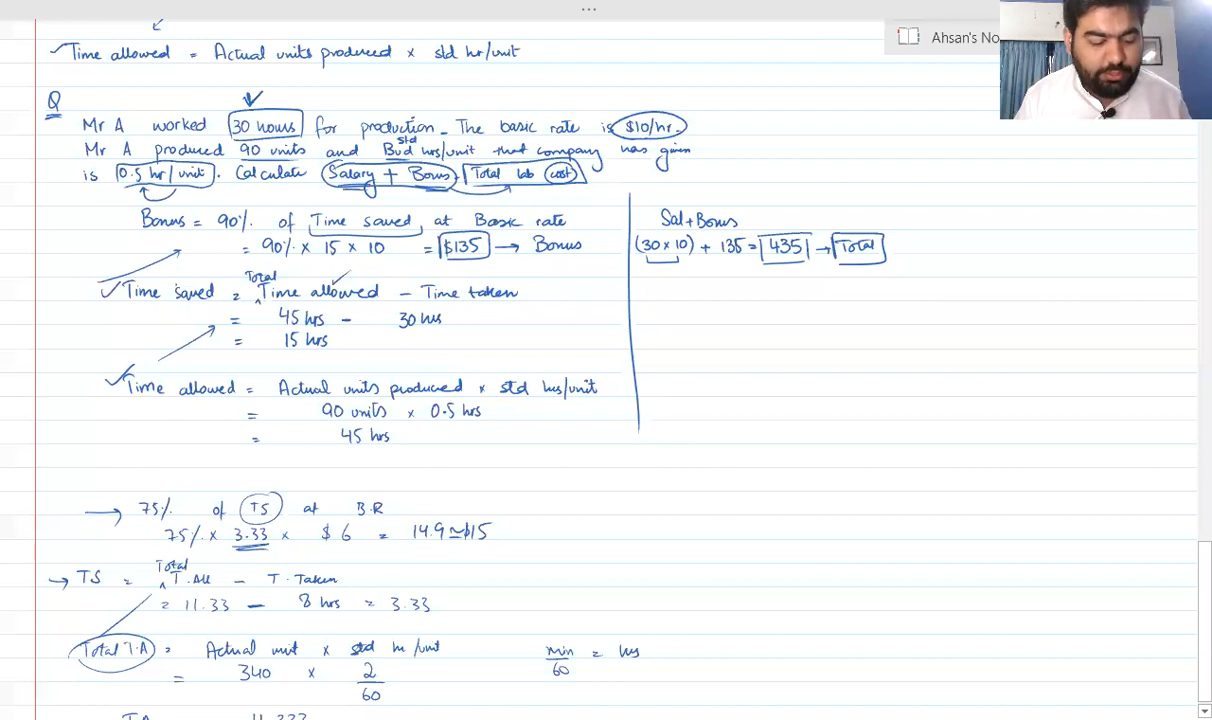 ...
Ahsan's No
Time allowed = Actual units produced × std hr/unit
Q
Mr A worked 30 hours for production_ The basic rate is $10/hr.
Mr A produced 90 units and Bud std hrs/unit that company has given
is 0.5 hr/unit. Calculate Salary + Bonus Total lab cost
Bonus = 90% of Time saved at Basic rate
= 90% × 15 × 10 = $135 → Bonus
Time saved = Total Time allowed - Time taken
= 45 hrs - 30 hrs
= 15 hrs
Time allowed = Actual units produced × std hrs/unit
= 90 units × 0.5 hrs
= 45 hrs
Sal+Bonus
(30 × 10) + 135 = 435 → Total
→ 75% of TS at B.R
75% × 3.33 × $ 6 = 14.9 ≃ $15
→ TS = Total T.All - T.Taken
= 11.33 - 8 hrs = 3.33
Total T.A = Actual unit × std hr/unit
= 340 × 2/60
min/60 = hrs
TA 11.333